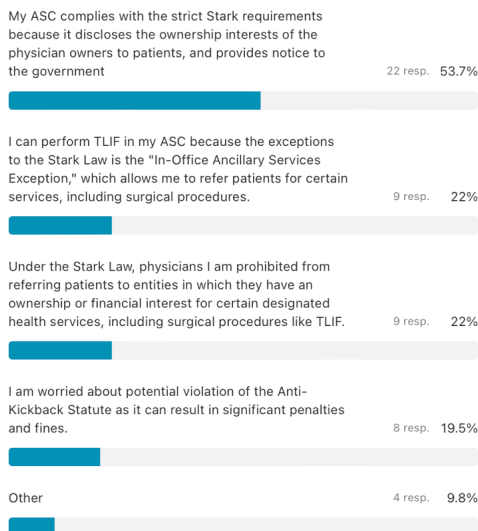 My ASC complies with the strict Stark requirements
because it discloses the ownership interests of the
physician owners to patients, and provides notice to
the government
22 resp. 53.7%
I can perform TLIF in my ASC because the exceptions
to the Stark Law is the "In-Office Ancillary Services
Exception," which allows me to refer patients for certain
services, including surgical procedures.
9 resp. 22%
Under the Stark Law, physicians I am prohibited from
referring patients to entities in which they have an
ownership or financial interest for certain designated
health services, including surgical procedures like TLIF.
9 resp. 22%
I am worried about potential violation of the Anti-
Kickback Statute as it can result in significant penalties
and fines.
8 resp. 19.5%
Other
4 resp. 9.8%